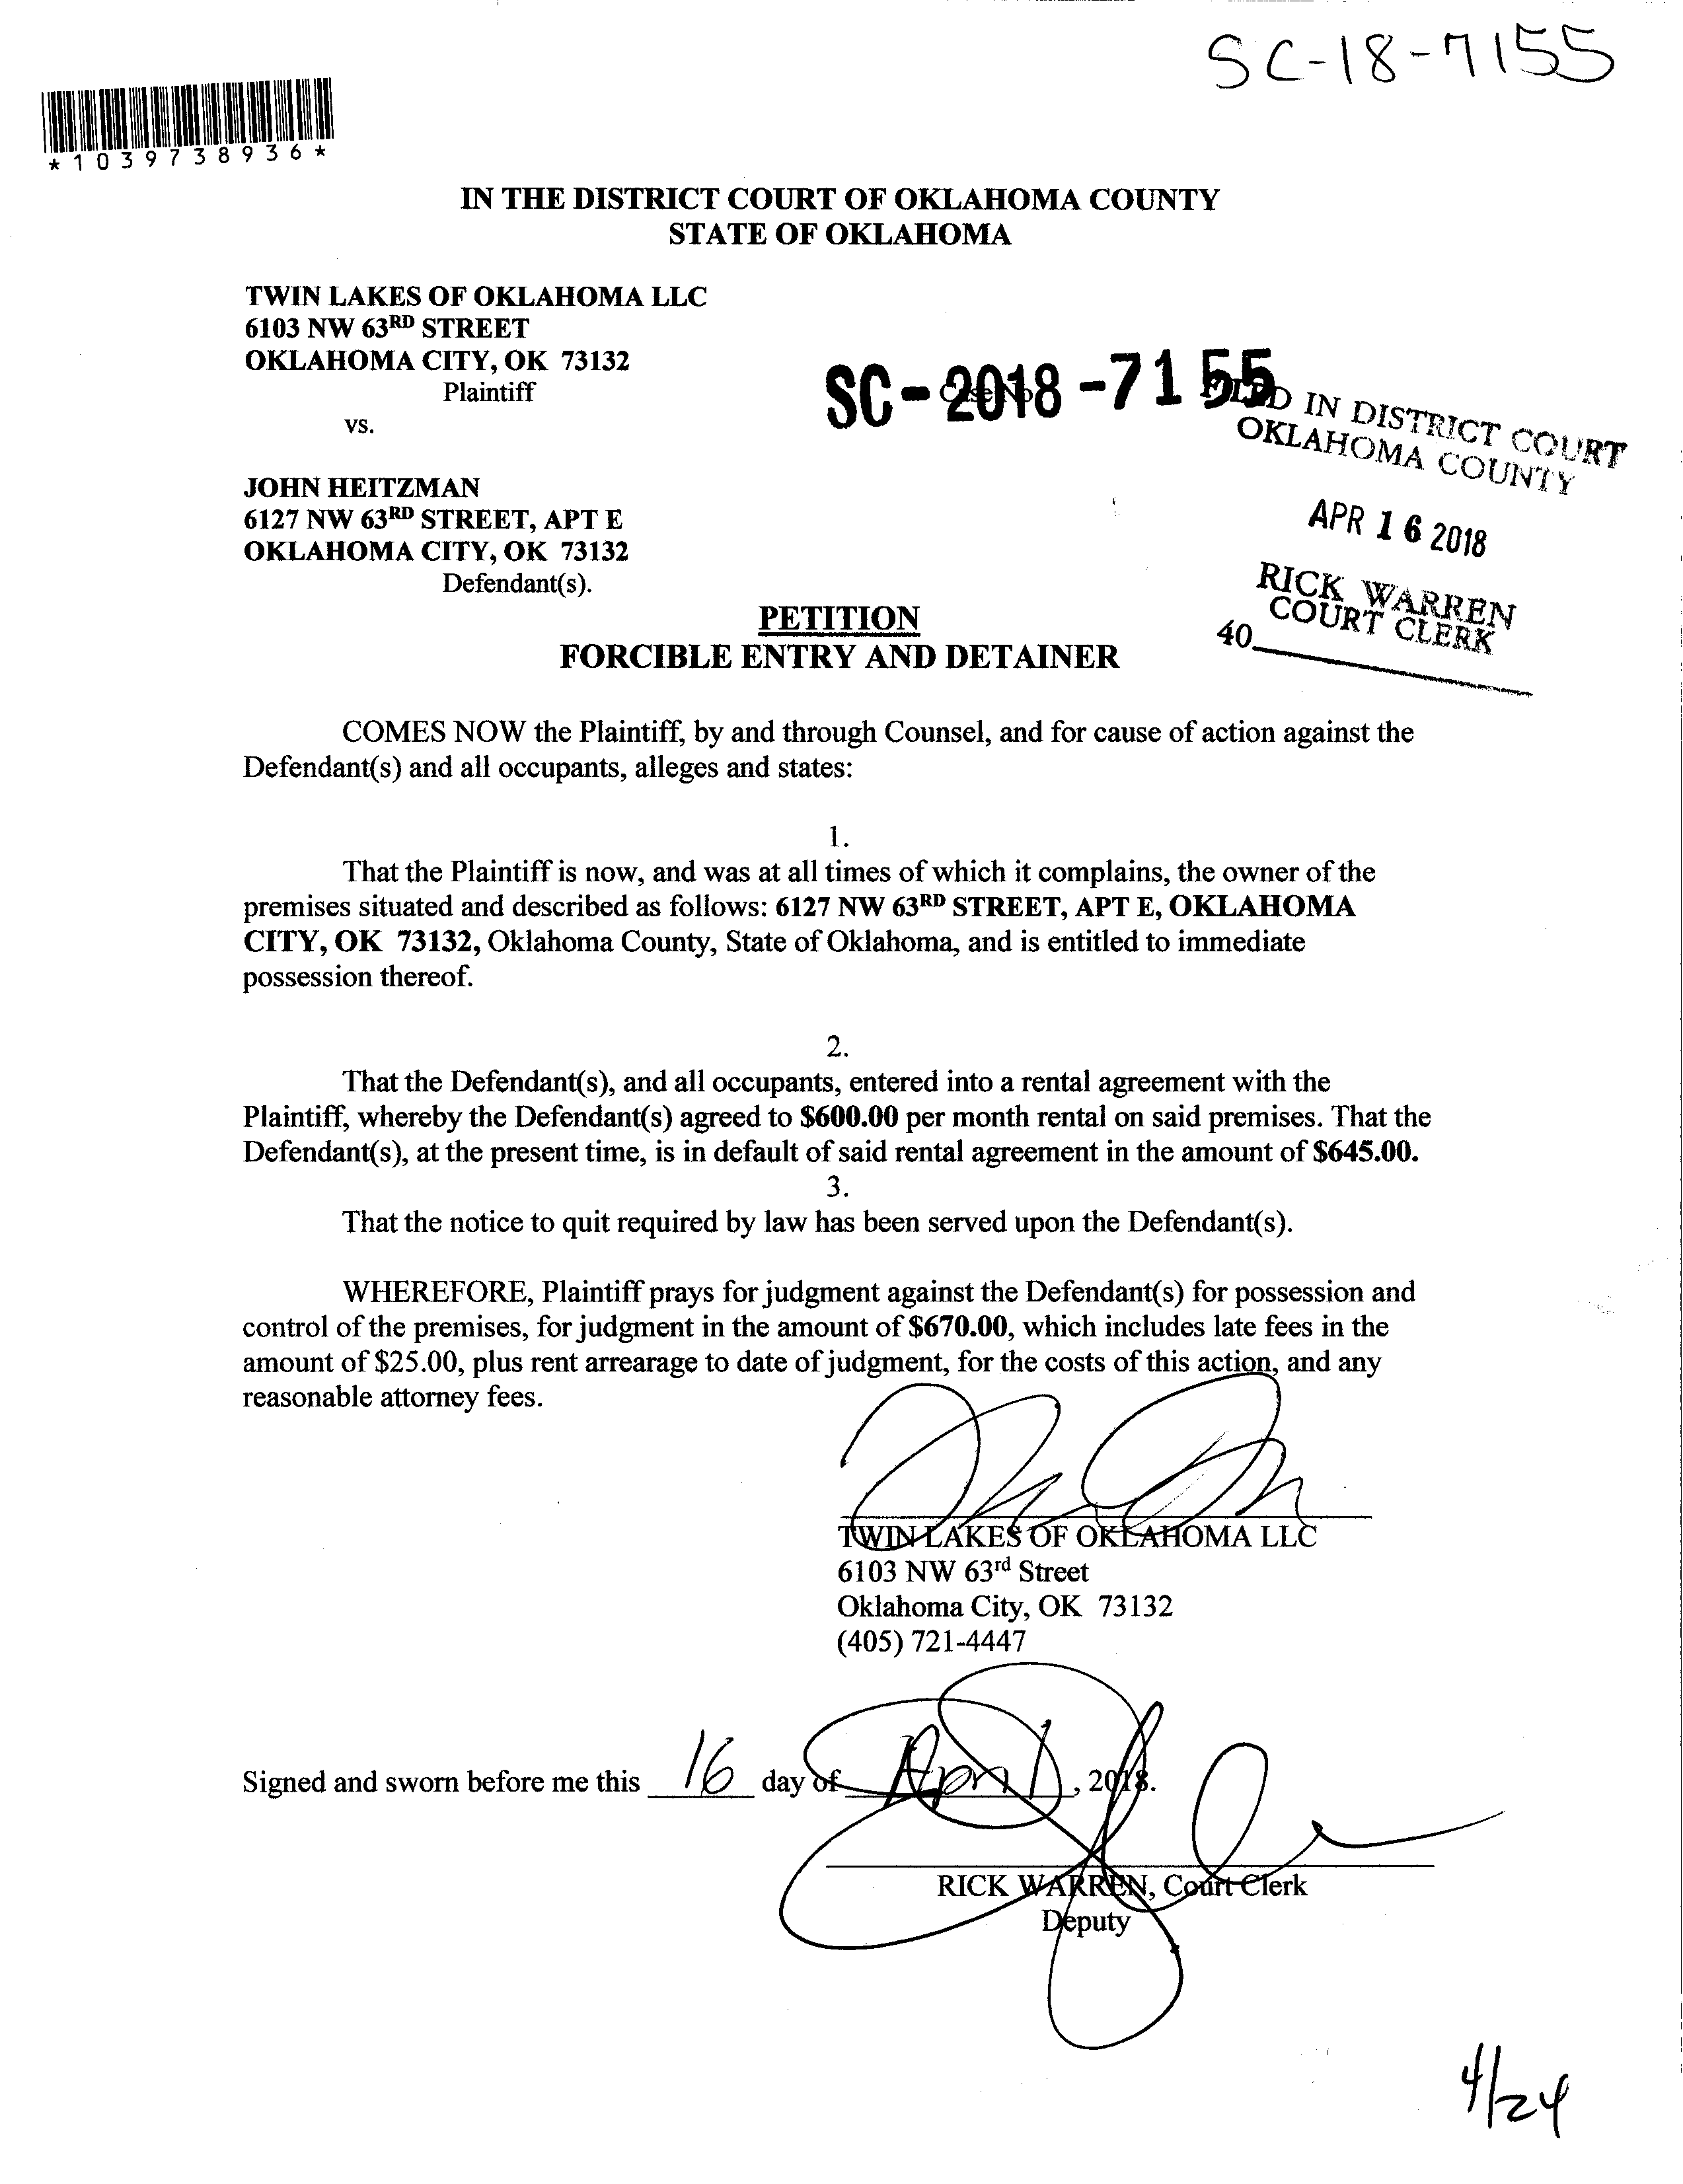 SC-18-7155
*1039738936*
IN THE DISTRICT COURT OF OKLAHOMA COUNTY
STATE OF OKLAHOMA
TWIN LAKES OF OKLAHOMA LLC
6103 NW 63RD STREET
OKLAHOMA CITY, OK 73132
Plaintiff
vs.
Case No.
SC-2018-7155
FILED IN DISTRICT COURT
OKLAHOMA COUNTY
APR 16 2018
RICK WARREN
COURT CLERK
40
JOHN HEITZMAN
6127 NW 63RD STREET, APT E
OKLAHOMA CITY, OK 73132
Defendant(s).
PETITION
FORCIBLE ENTRY AND DETAINER
COMES NOW the Plaintiff, by and through Counsel, and for cause of action against the
Defendant(s) and all occupants, alleges and states:
1.
That the Plaintiff is now, and was at all times of which it complains, the owner of the
premises situated and described as follows: 6127 NW 63RD STREET, APT E, OKLAHOMA
CITY, OK 73132, Oklahoma County, State of Oklahoma, and is entitled to immediate
possession thereof.
2.
That the Defendant(s), and all occupants, entered into a rental agreement with the
Plaintiff, whereby the Defendant(s) agreed to $600.00 per month rental on said premises. That the
Defendant(s), at the present time, is in default of said rental agreement in the amount of $645.00.
3.
That the notice to quit required by law has been served upon the Defendant(s).
WHEREFORE, Plaintiff prays for judgment against the Defendant(s) for possession and
control of the premises, for judgment in the amount of $670.00, which includes late fees in the
amount of $25.00, plus rent arrearage to date of judgment, for the costs of this action, and any
reasonable attorney fees.
TWIN LAKES OF OKLAHOMA LLC
6103 NW 63rd Street
Oklahoma City, OK 73132
(405) 721-4447
Signed and sworn before me this 16 day of April, 2018.
RICK WARREN, Court Clerk
Deputy
4/24